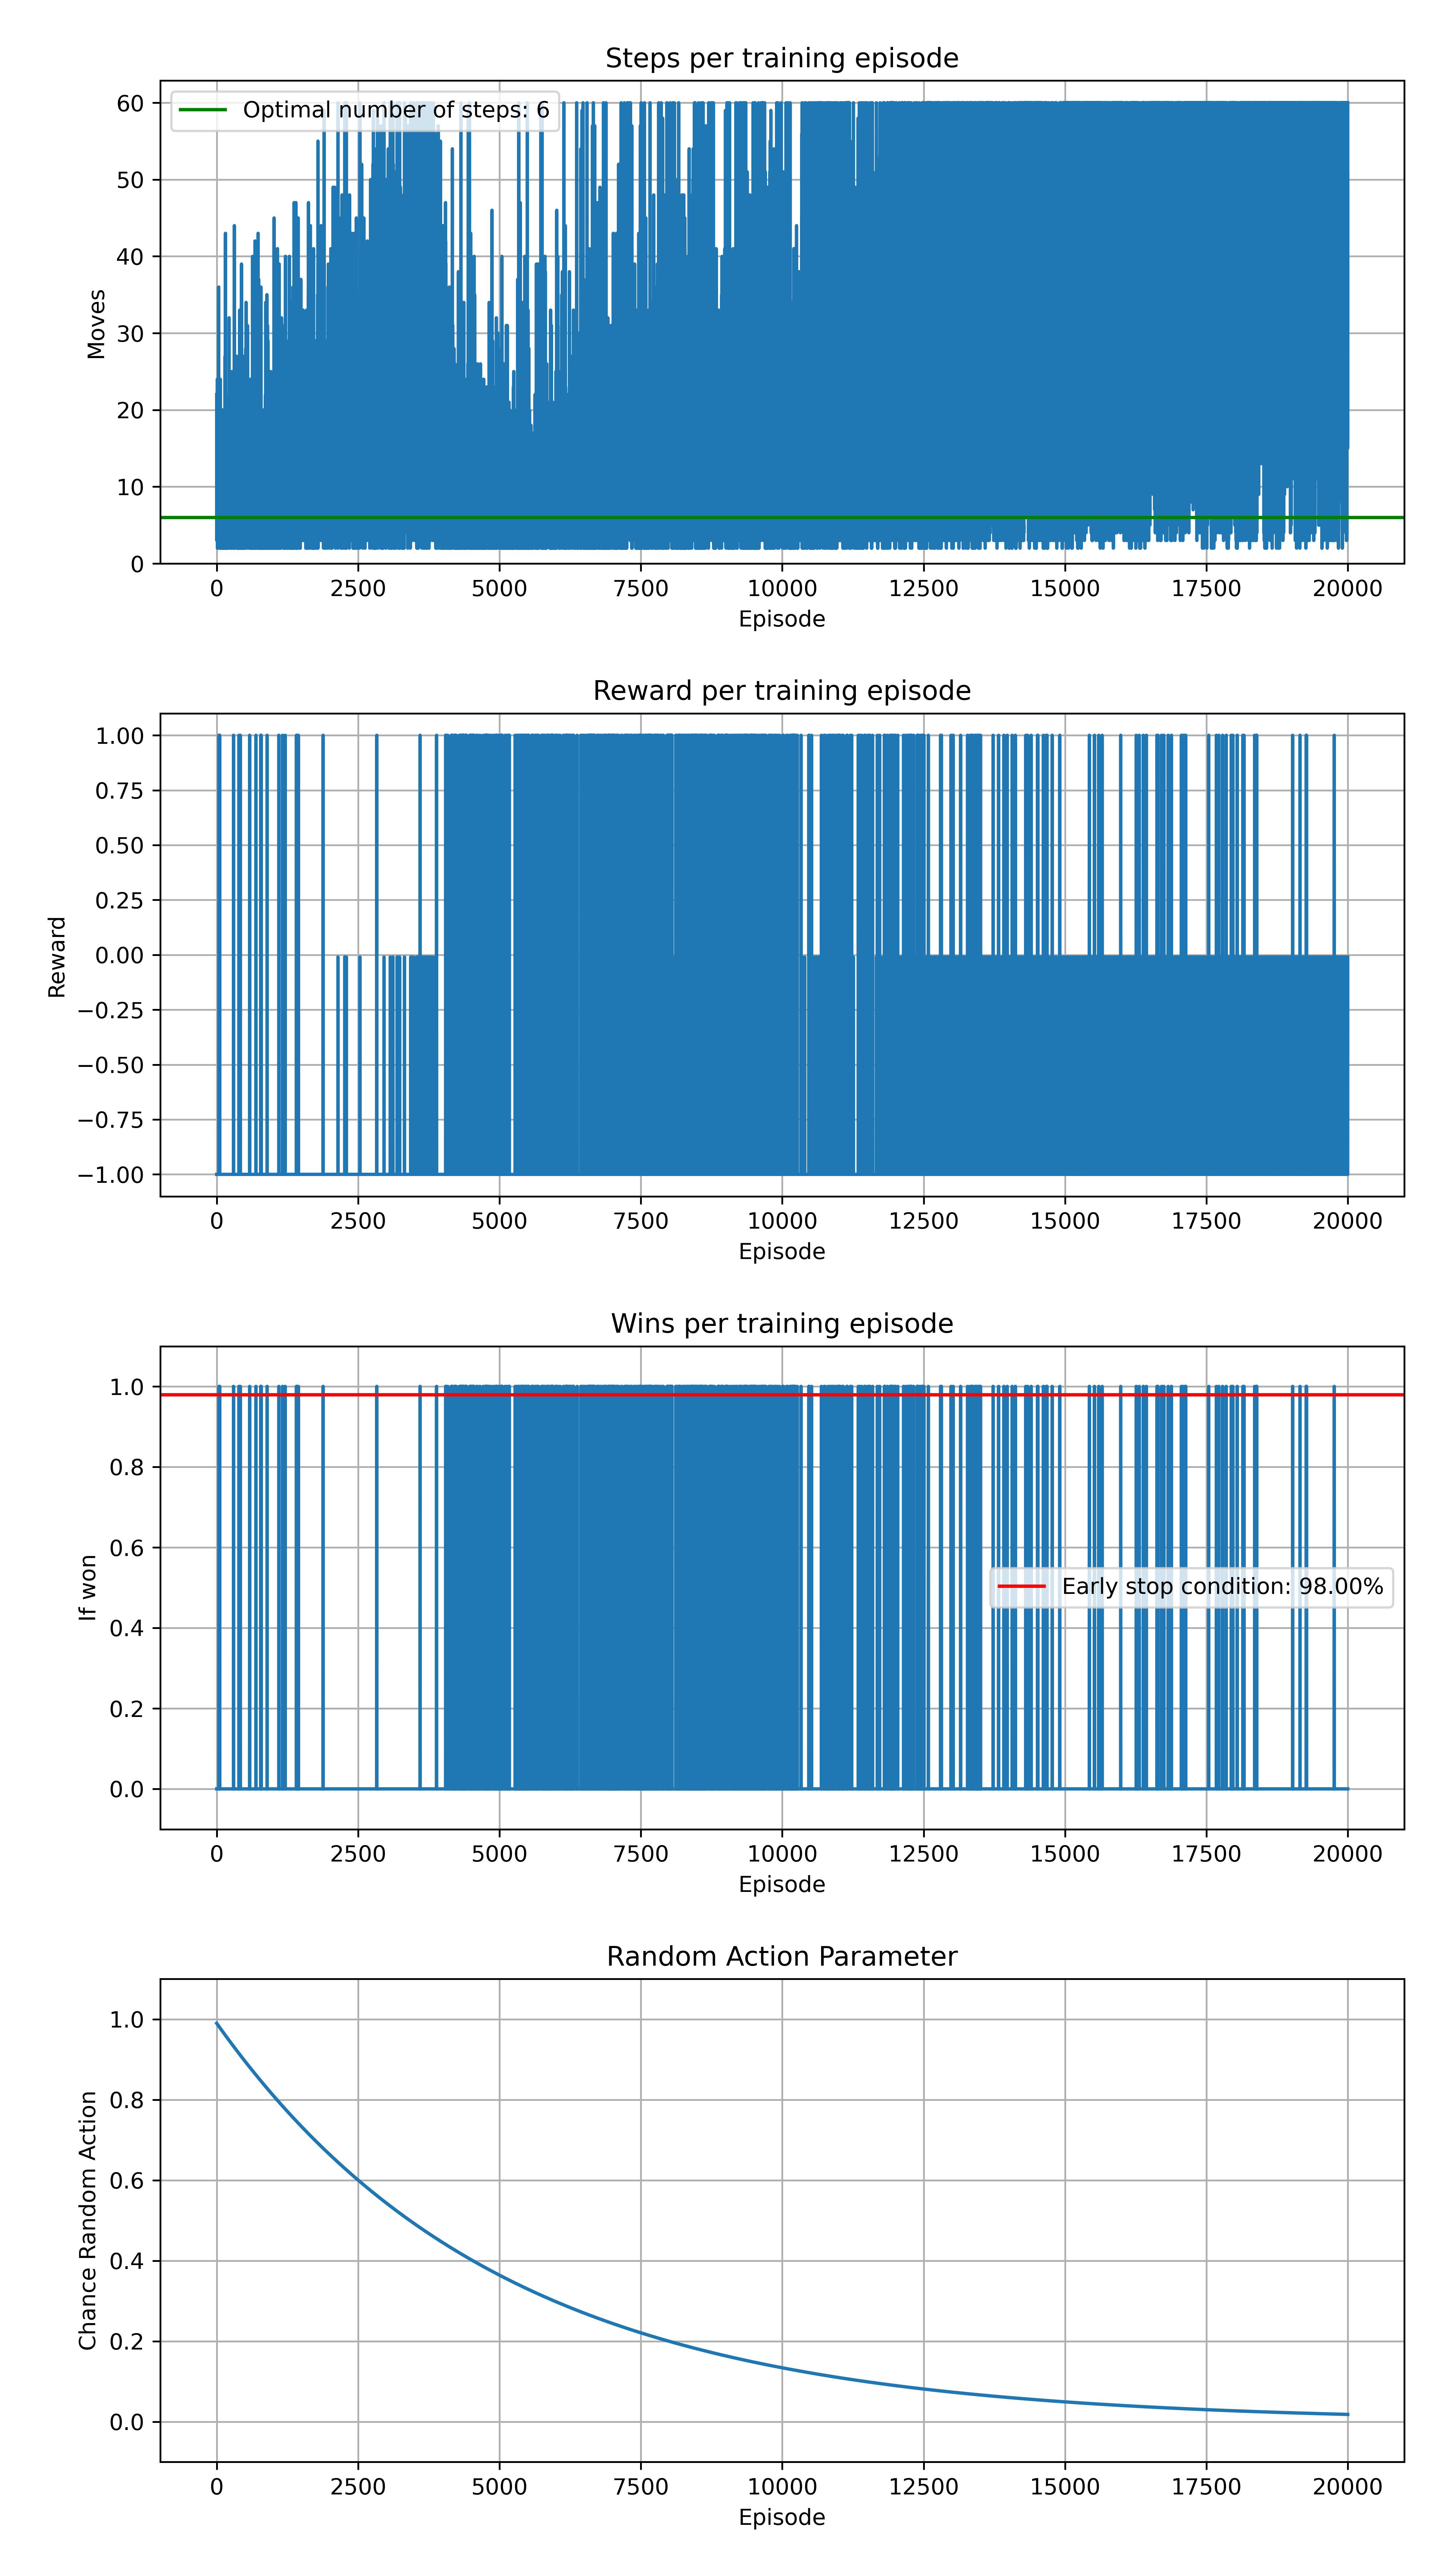 Steps per training episode
Optimal number of steps: 6
60
50
40
30
20
10
0
Moves
0 2500 5000 7500 10000 12500 15000 17500 20000
Episode
Reward per training episode
1.00
0.75
0.50
0.25
0.00
−0.25
−0.50
−0.75
−1.00
Reward
0 2500 5000 7500 10000 12500 15000 17500 20000
Episode
Wins per training episode
1.0
0.8
0.6
0.4
0.2
0.0
If won
Early stop condition: 98.00%
0 2500 5000 7500 10000 12500 15000 17500 20000
Episode
Random Action Parameter
1.0
0.8
0.6
0.4
0.2
0.0
Chance Random Action
0 2500 5000 7500 10000 12500 15000 17500 20000
Episode